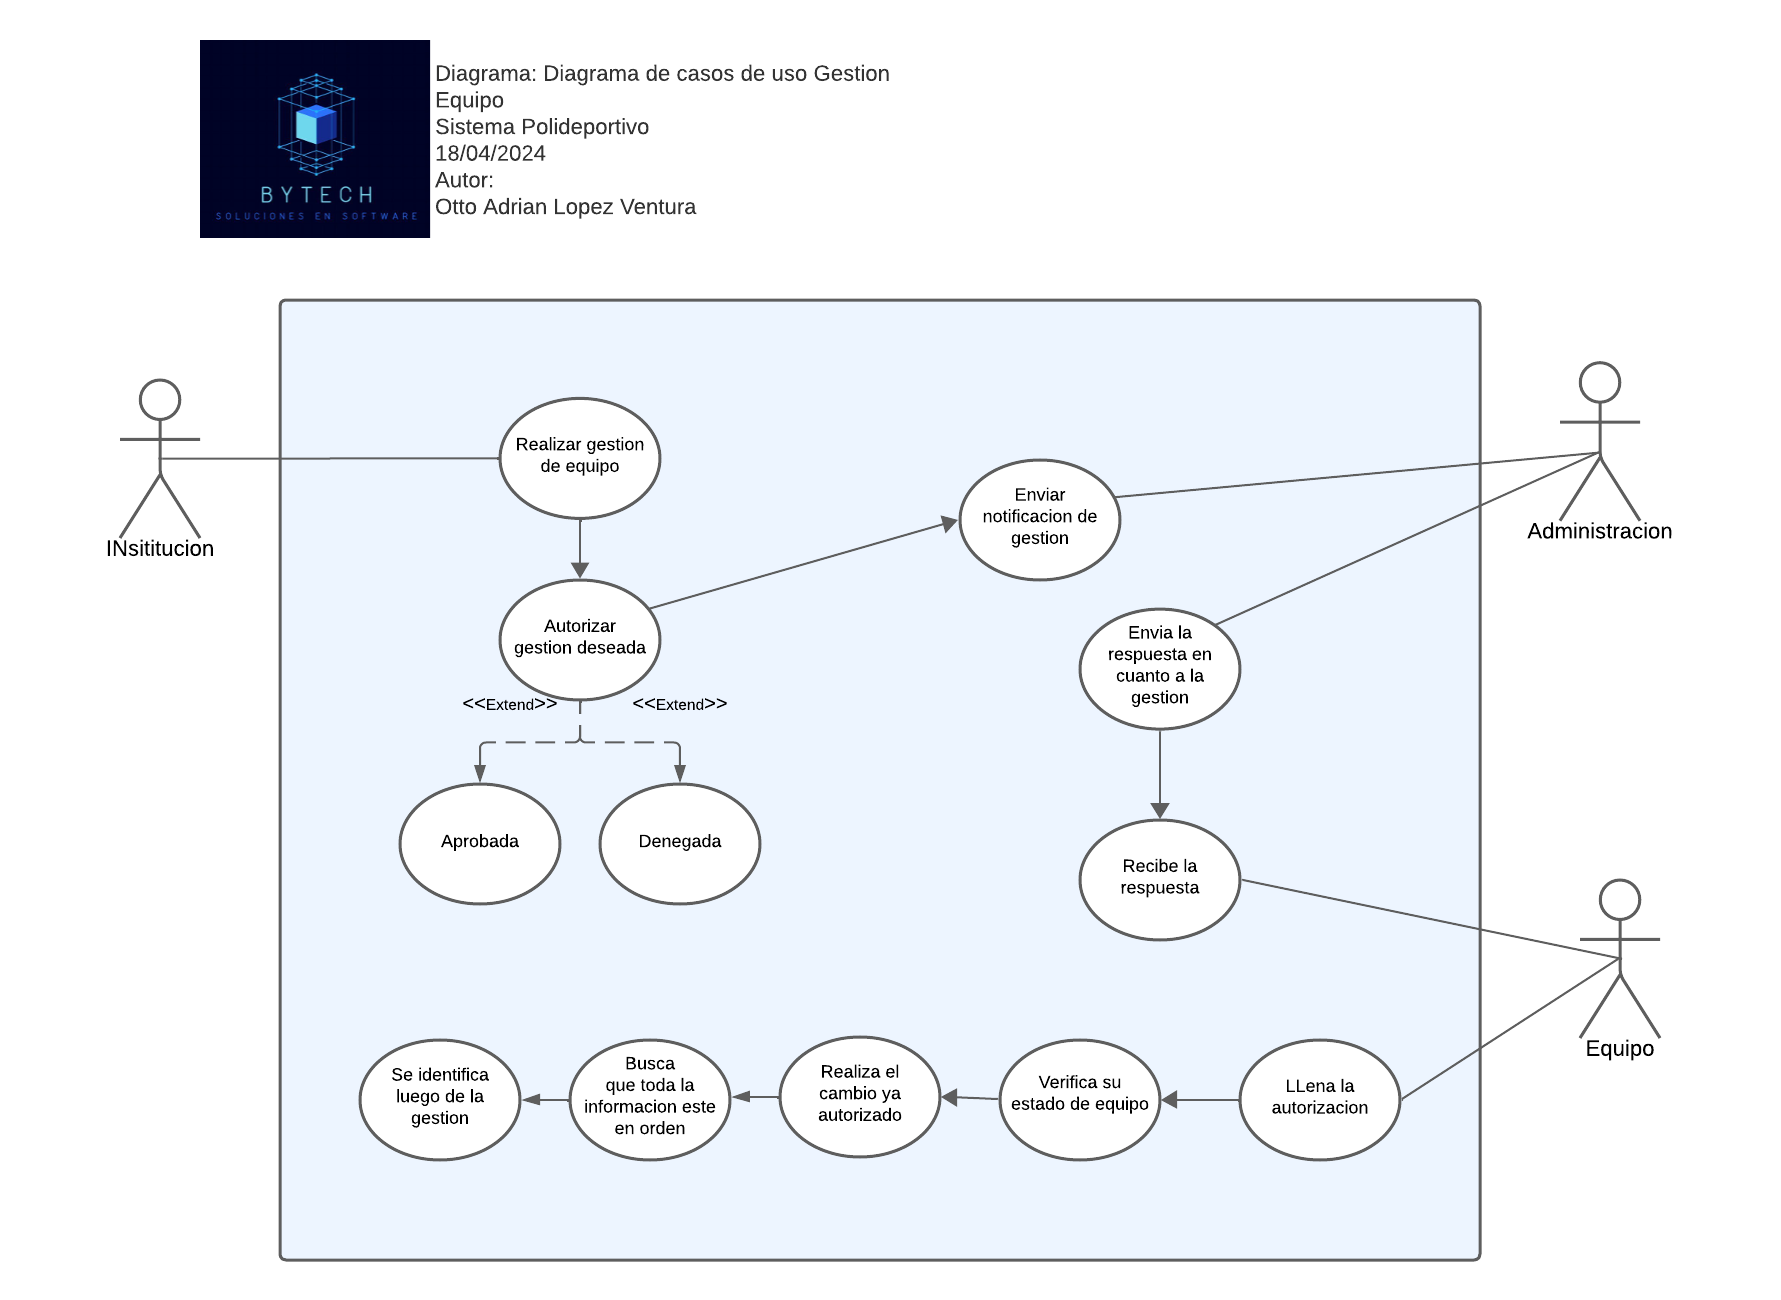 Diagrama: Diagrama de casos de uso Gestion
Equipo
Sistema Polideportivo
18/04/2024
Autor:
Otto Adrian Lopez Ventura
BYTECH
SOLUCIONES EN SOFTWARE
INsititucion
Realizar gestion
de equipo
Enviar
notificacion de
gestion
Administracion
Autorizar
gestion deseada
<<Extend>>
<<Extend>>
Envia la
respuesta en
cuanto a la
gestion
Aprobada
Denegada
Recibe la
respuesta
Equipo
Se identifica
luego de la
gestion
Busca
que toda la
informacion este
en orden
Realiza el
cambio ya
autorizado
Verifica su
estado de equipo
LLena la
autorizacion